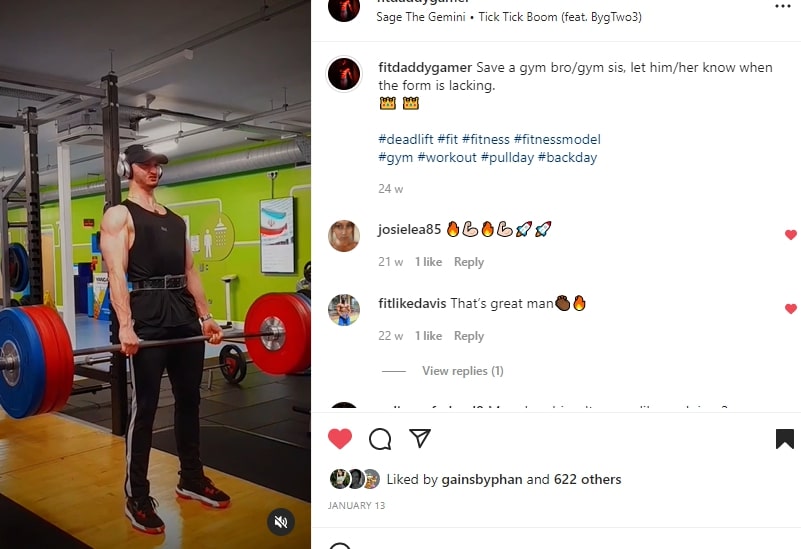 Sage The Gemini • Tick Tick Boom (feat. BygTwo3)
fitdaddygamer Save a gym bro/gym sis, let him/her know when
the form is lacking.
#deadlift #fit #fitness #fitnessmodel
#gym #workout #pullday #backday
24 w
josielea85 🔥💪🔥💪🚀🚀
21 w 1 like Reply
fitlikedavis That's great man✊🏿🔥
22 w 1 like Reply
View replies (1)
Liked by gainsbyphan and 622 others
JANUARY 13